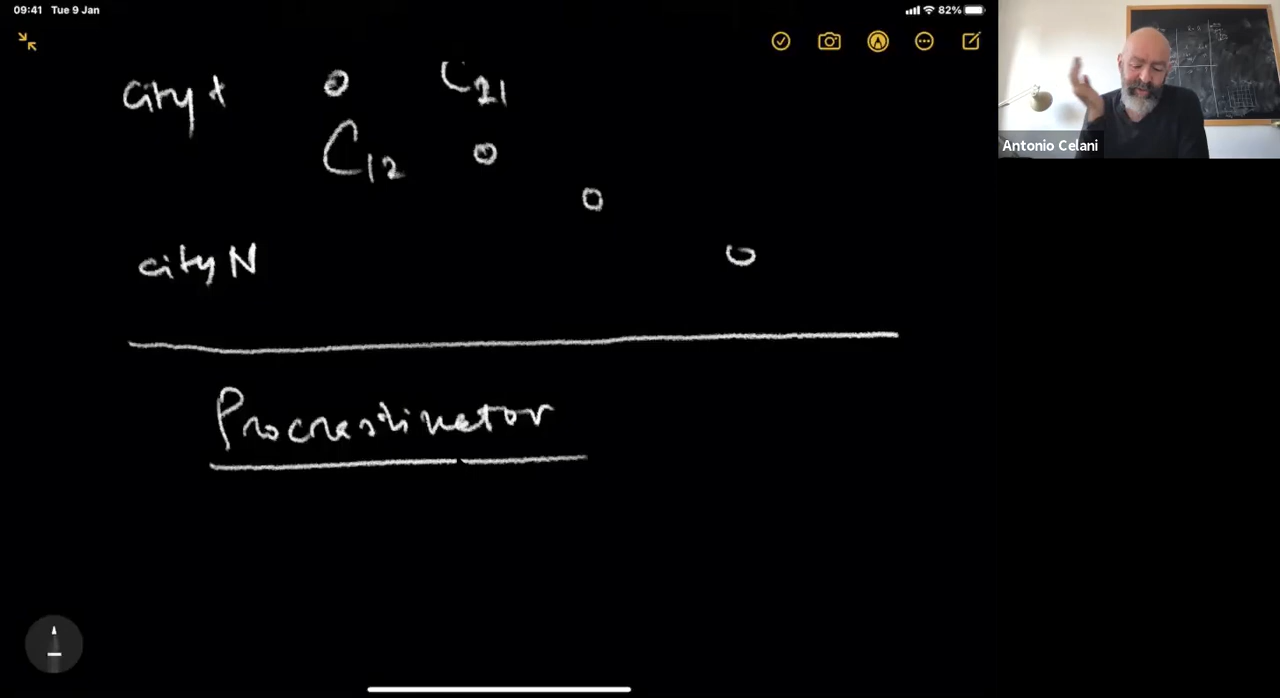 09:41 Tue 9 Jan
82%
city 1 0 C21
C12 0
0
city N 0
Procrastinator
Antonio Celani